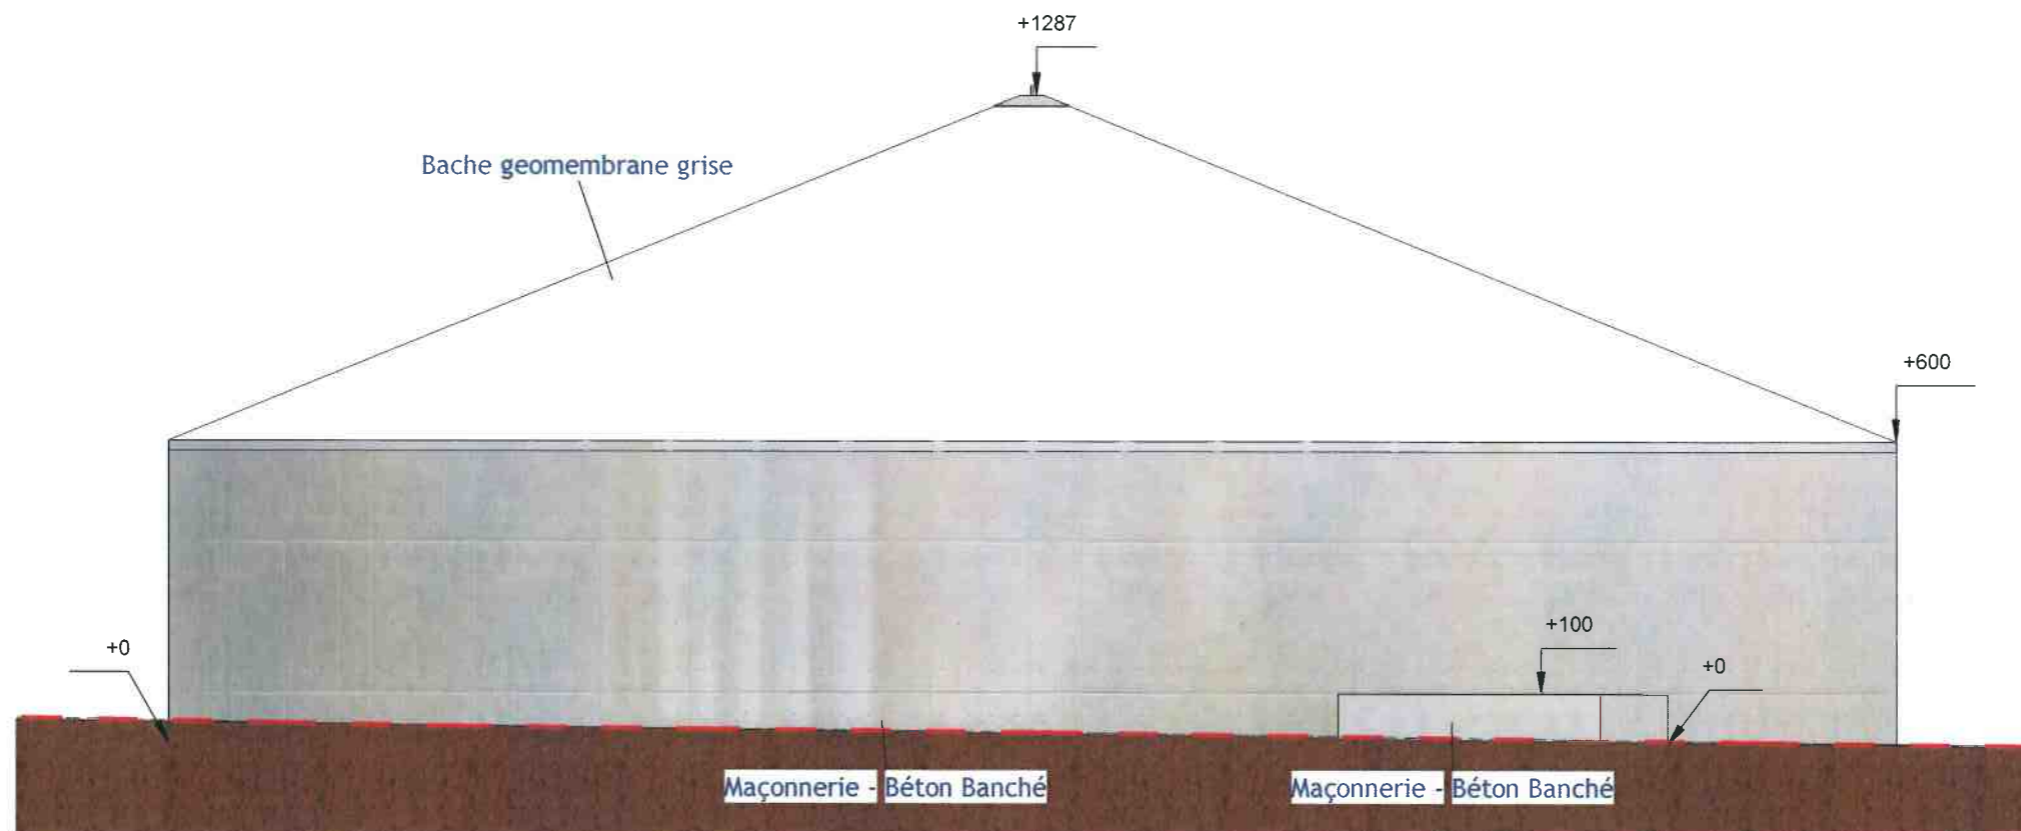 +1287
Bache geomembrane grise
+600
+100
+0
+0
Maçonnerie - Béton Banché
Maçonnerie - Béton Banché